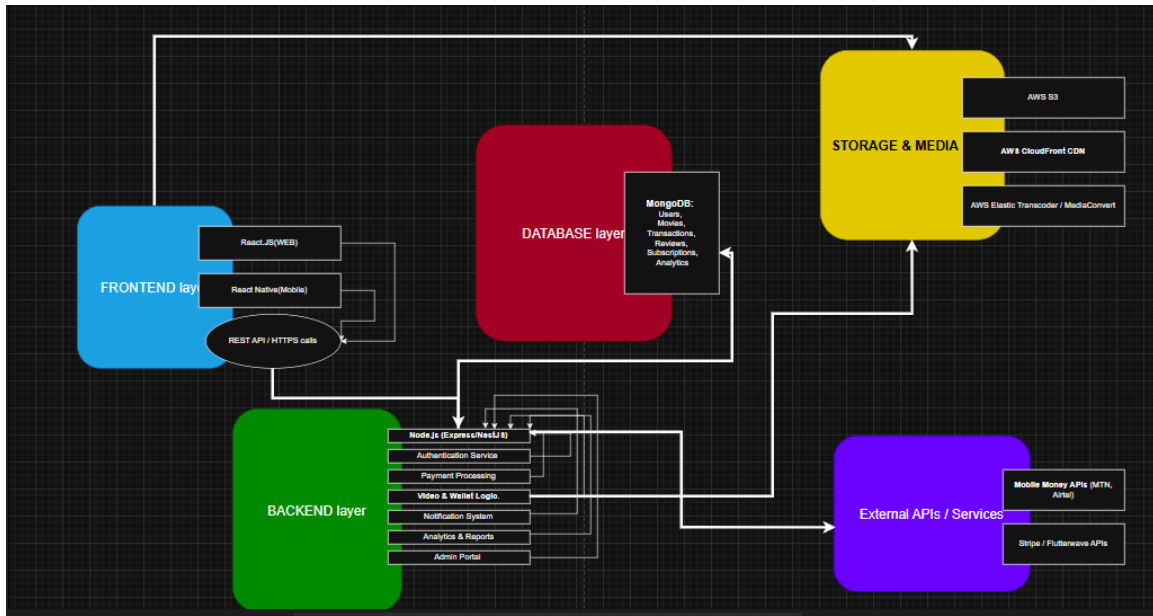 FRONTEND laye
React.JS(WEB)
React Native(Mobile)
REST API / HTTPS calls
DATABASE layer
MongoDB:
Users,
Movies,
Transactions,
Reviews,
Subscriptions,
Analytics
STORAGE & MEDIA
AWS S3
AWS CloudFront CDN
AWS Elastic Transcoder / MediaConvert
BACKEND layer
Node.js (Express/NestJS)
Authentication Service
Payment Processing
Video & Wallet Logic.
Notification System
Analytics & Reports
Admin Portal
External APIs / Services
Mobile Money APIs (MTN,
Airtel)
Stripe / Flutterwave APIs